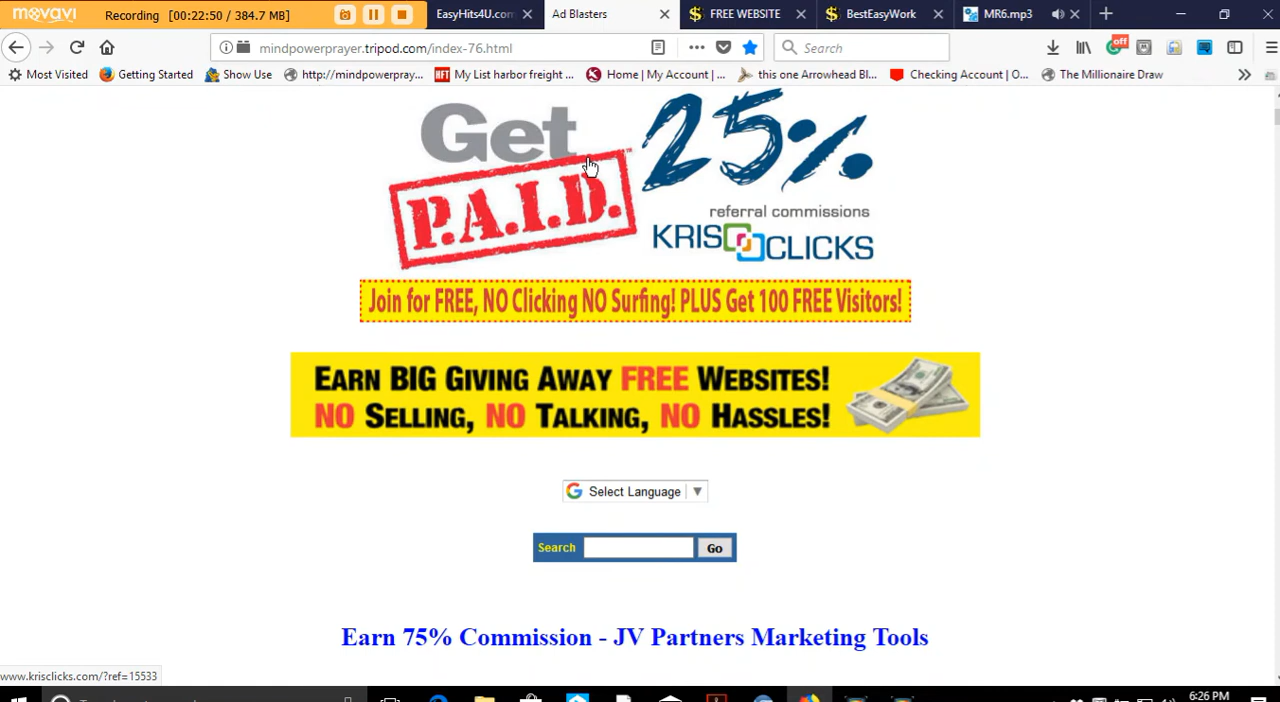 movavi
Recording [00:22:50 / 384.7 MB]
EasyHits4U.com
Ad Blasters
FREE WEBSITE
BestEasyWork
MR6.mp3
mindpowerprayer.tripod.com/index-76.html
Search
off
Most Visited
Getting Started
Show Use
http://mindpowerpray...
HFT My List harbor freight ...
Home | My Account | ...
this one Arrowhead Bl...
Checking Account | O...
The Millionaire Draw
Get 25%
P.A.I.D.™
referral commissions
KRISCLICKS
Join for FREE, NO Clicking NO Surfing! PLUS Get 100 FREE Visitors!
EARN BIG GIVING AWAY FREE WEBSITES!
NO SELLING, NO TALKING, NO HASSLES!
G Select Language ▼
Search Go
Earn 75% Commission - JV Partners Marketing Tools
www.krisclicks.com/?ref=15533
6:26 PM